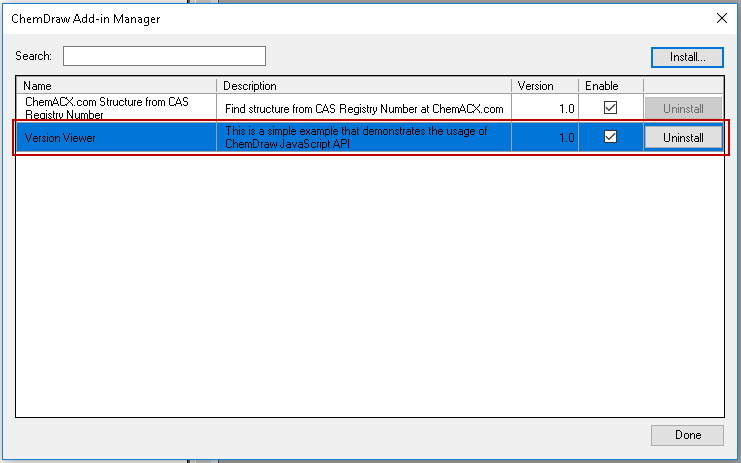 ChemDraw Add-in Manager
Search:
Install...
Name Description Version Enable
ChemACX.com Structure from CAS
Registry Number
Find structure from CAS Registry Number at ChemACX.com 1.0 Uninstall
Version Viewer
This is a simple example that demonstrates the usage of
ChemDraw JavaScript API
1.0 Uninstall
Done